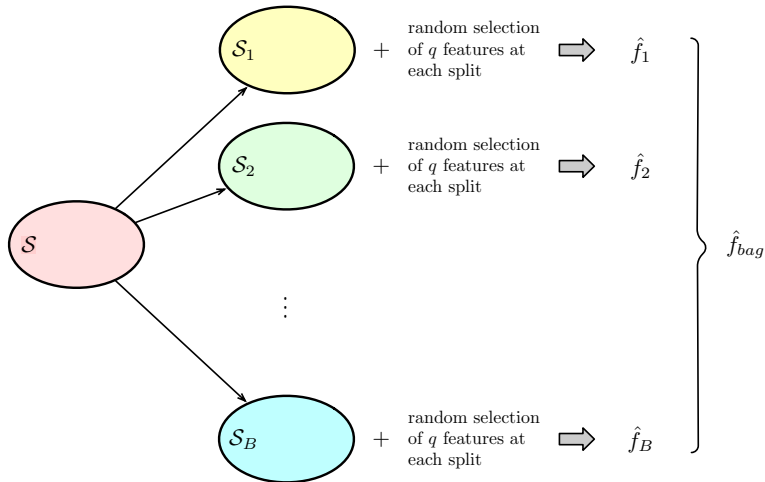 𝒮₁ + random selection
of q features at
each split
f̂₁
𝒮₂ + random selection
of q features at
each split
f̂₂
𝒮
f̂_{bag}
⋮
𝒮_B + random selection
of q features at
each split
f̂_B